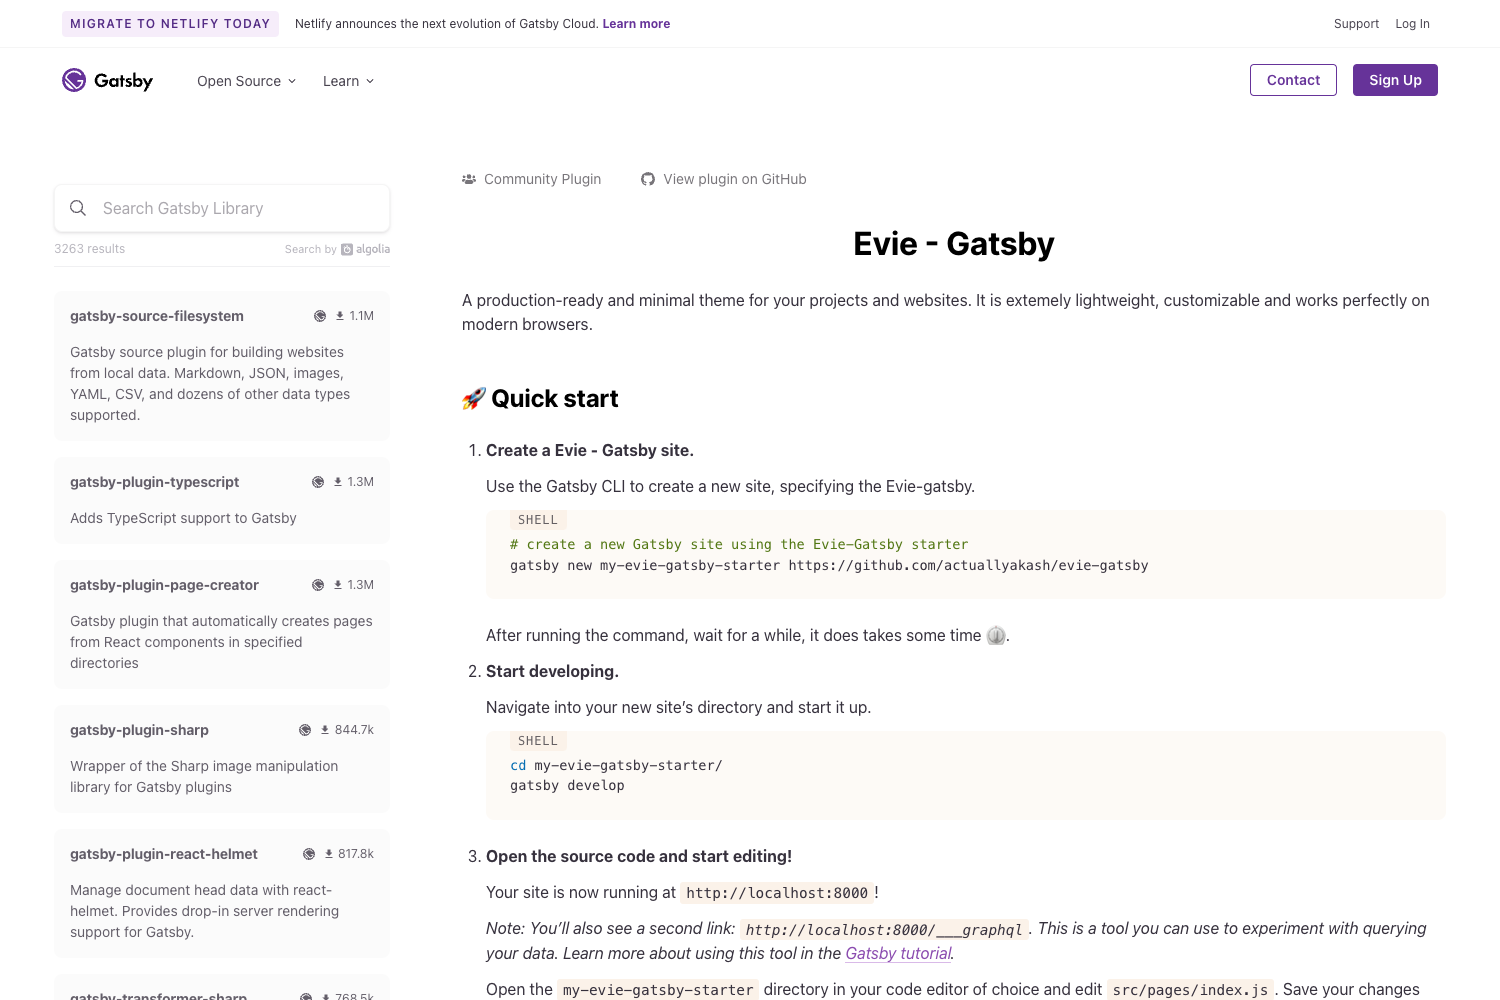 MIGRATE TO NETLIFY TODAY
Netlify announces the next evolution of Gatsby Cloud. Learn more
Support
Log In
Gatsby
Open Source
Learn
Contact
Sign Up
Search Gatsby Library
3263 results
Search by algolia
gatsby-source-filesystem
1.1M
Gatsby source plugin for building websites
from local data. Markdown, JSON, images,
YAML, CSV, and dozens of other data types
supported.
gatsby-plugin-typescript
1.3M
Adds TypeScript support to Gatsby
gatsby-plugin-page-creator
1.3M
Gatsby plugin that automatically creates pages
from React components in specified
directories
gatsby-plugin-sharp
844.7k
Wrapper of the Sharp image manipulation
library for Gatsby plugins
gatsby-plugin-react-helmet
817.8k
Manage document head data with react-
helmet. Provides drop-in server rendering
support for Gatsby.
gatsby-transformer-sharp
768.5k
Community Plugin
View plugin on GitHub
Evie - Gatsby
A production-ready and minimal theme for your projects and websites. It is extemely lightweight, customizable and works perfectly on
modern browsers.
🚀 Quick start
1. Create a Evie - Gatsby site.
Use the Gatsby CLI to create a new site, specifying the Evie-gatsby.
SHELL
# create a new Gatsby site using the Evie-Gatsby starter
gatsby new my-evie-gatsby-starter https://github.com/actuallyakash/evie-gatsby
After running the command, wait for a while, it does takes some time.
2. Start developing.
Navigate into your new site's directory and start it up.
SHELL
cd my-evie-gatsby-starter/
gatsby develop
3. Open the source code and start editing!
Your site is now running at http://localhost:8000!
Note: You'll also see a second link: http://localhost:8000/___graphql. This is a tool you can use to experiment with querying
your data. Learn more about using this tool in the Gatsby tutorial.
Open the my-evie-gatsby-starter directory in your code editor of choice and edit src/pages/index.js. Save your changes